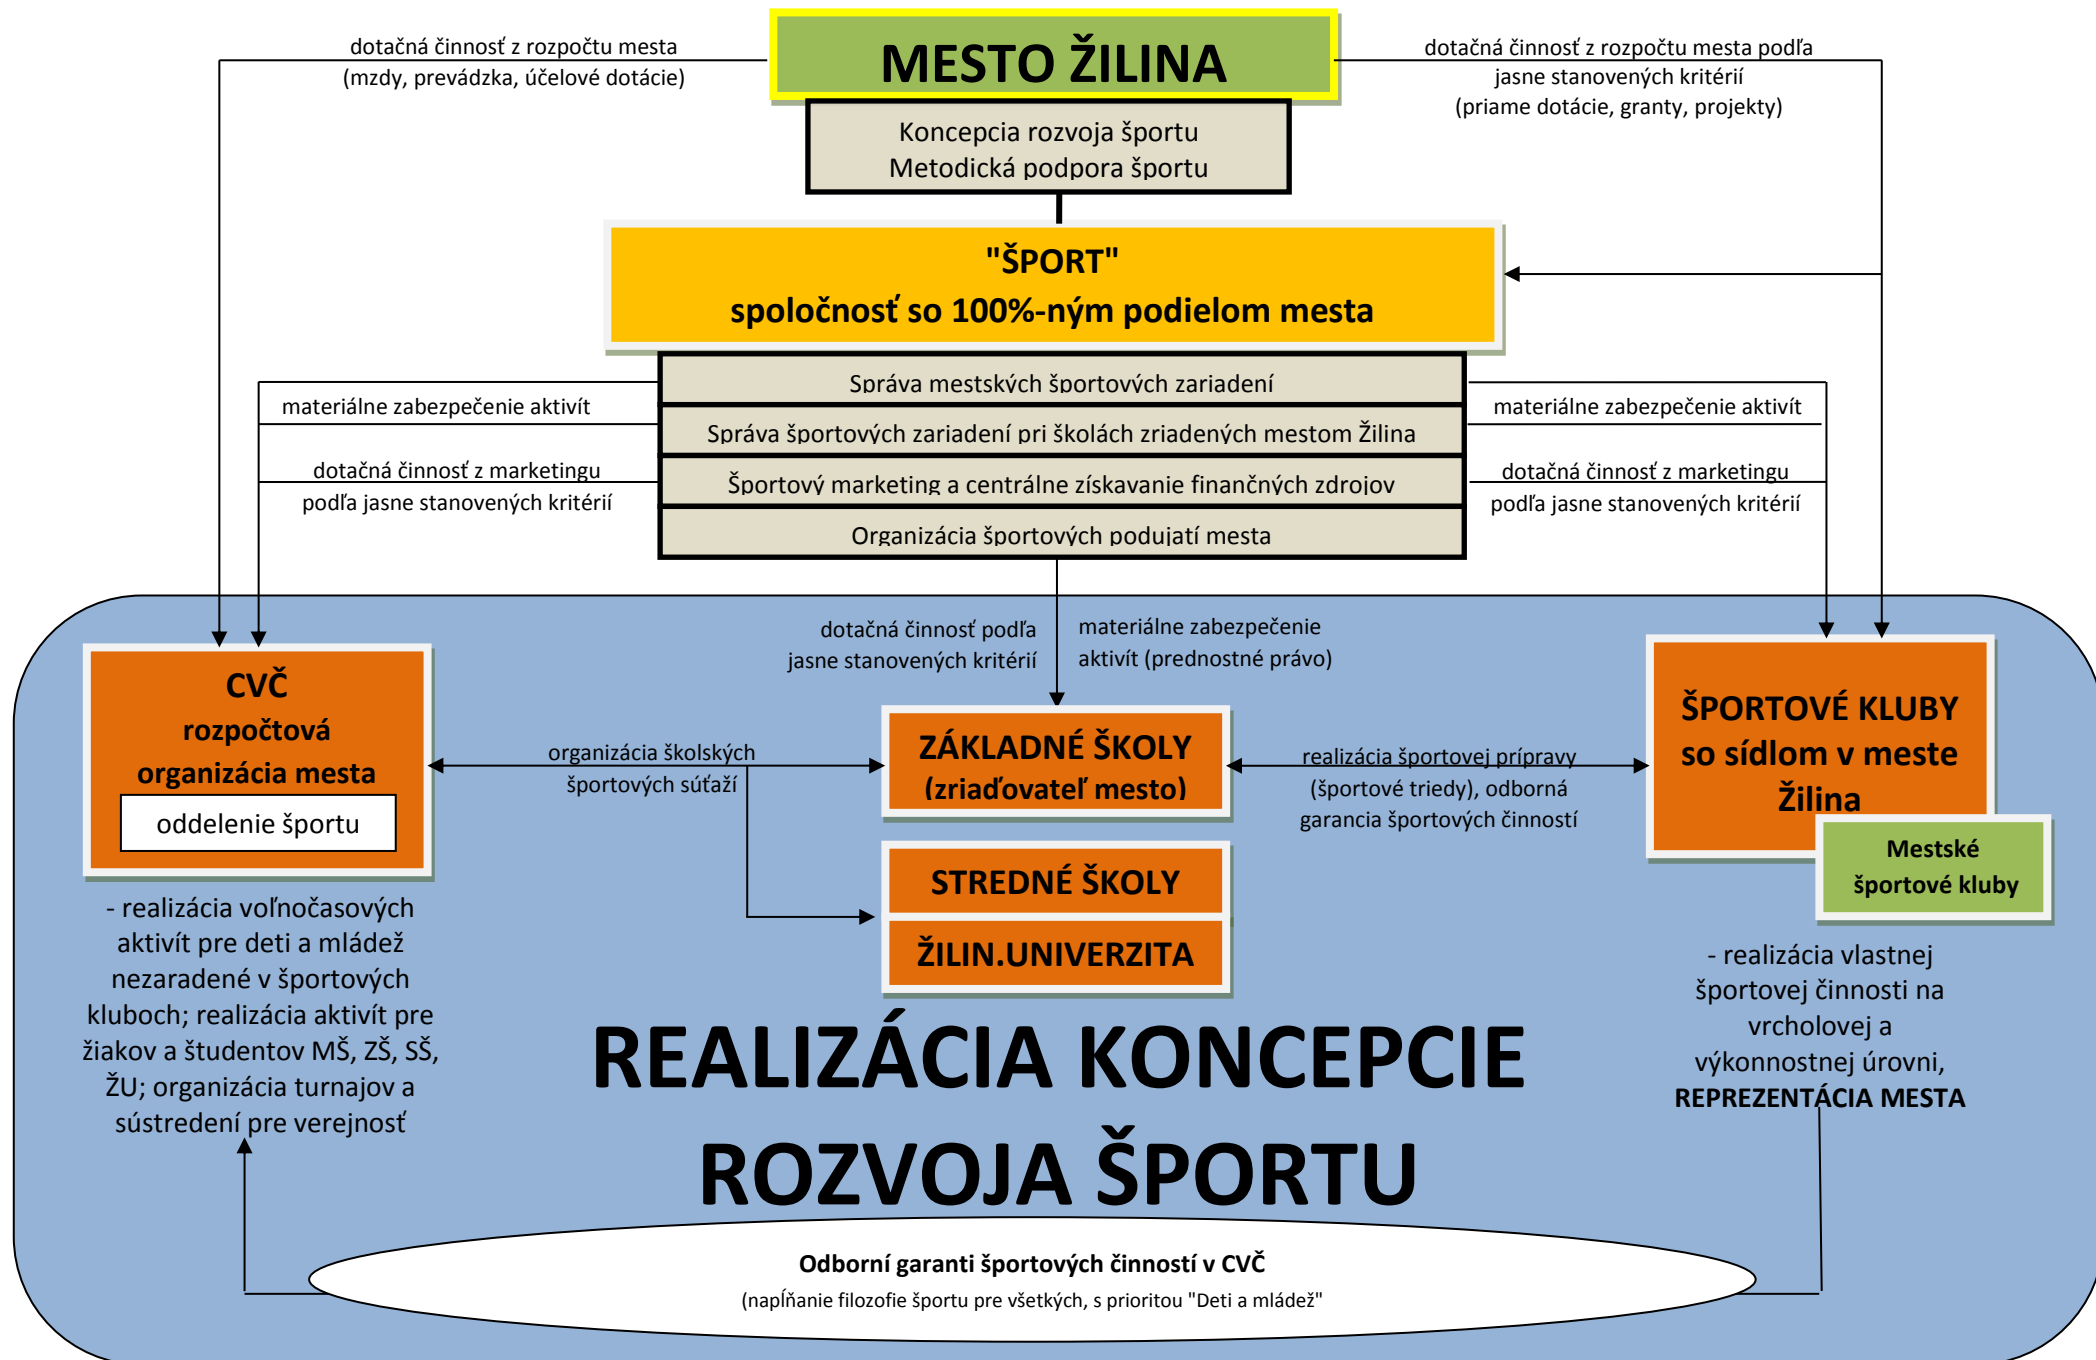 MESTO ŽILINA
dotačná činnosť z rozpočtu mesta
(mzdy, prevádzka, účelové dotácie)
dotačná činnosť z rozpočtu mesta podľa
jasne stanovených kritérií
(priame dotácie, granty, projekty)
Koncepcia rozvoja športu
Metodická podpora športu
"ŠPORT"
spoločnosť so 100%-ným podielom mesta
Správa mestských športových zariadení
Správa športových zariadení pri školách zriadených mestom Žilina
Športový marketing a centrálne získavanie finančných zdrojov
Organizácia športových podujatí mesta
materiálne zabezpečenie aktivít
dotačná činnosť z marketingu
podľa jasne stanovených kritérií
materiálne zabezpečenie aktivít
dotačná činnosť z marketingu
podľa jasne stanovených kritérií
dotačná činnosť podľa
jasne stanovených kritérií
materiálne zabezpečenie
aktivít (prednostné právo)
CVČ
rozpočtová
organizácia mesta
oddelenie športu
organizácia školských
športových súťaží
ZÁKLADNÉ ŠKOLY
(zriaďovateľ mesto)
realizácia športovej prípravy
(športové triedy), odborná
garancia športových činností
ŠPORTOVÉ KLUBY
so sídlom v meste
Žilina
Mestské
športové kluby
STREDNÉ ŠKOLY
ŽILIN.UNIVERZITA
- realizácia voľnočasových
aktivít pre deti a mládež
nezaradené v športových
kluboch; realizácia aktivít pre
žiakov a študentov MŠ, ZŠ, SŠ,
ŽU; organizácia turnajov a
sústredení pre verejnosť
- realizácia vlastnej
športovej činnosti na
vrcholovej a
výkonnostnej úrovni,
REPREZENTÁCIA MESTA
REALIZÁCIA KONCEPCIE
ROZVOJA ŠPORTU
Odborní garanti športových činností v CVČ
(napĺňanie filozofie športu pre všetkých, s prioritou "Deti a mládež"